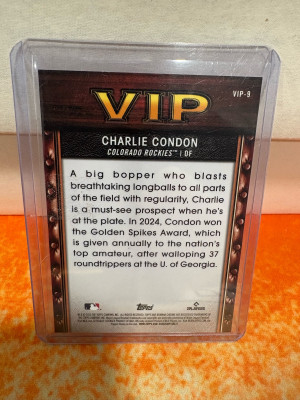 VIP-9
VIP
CHARLIE CONDON
COLORADO ROCKIES™ | OF
A big bopper who blasts
breathtaking longballs to all parts
of the field with regularity, Charlie
is a must-see prospect when he's
at the plate. In 2024, Condon won
the Golden Spikes Award, which
is given annually to the nation's
top amateur, after walloping 37
roundtrippers at the U. of Georgia.
Topps